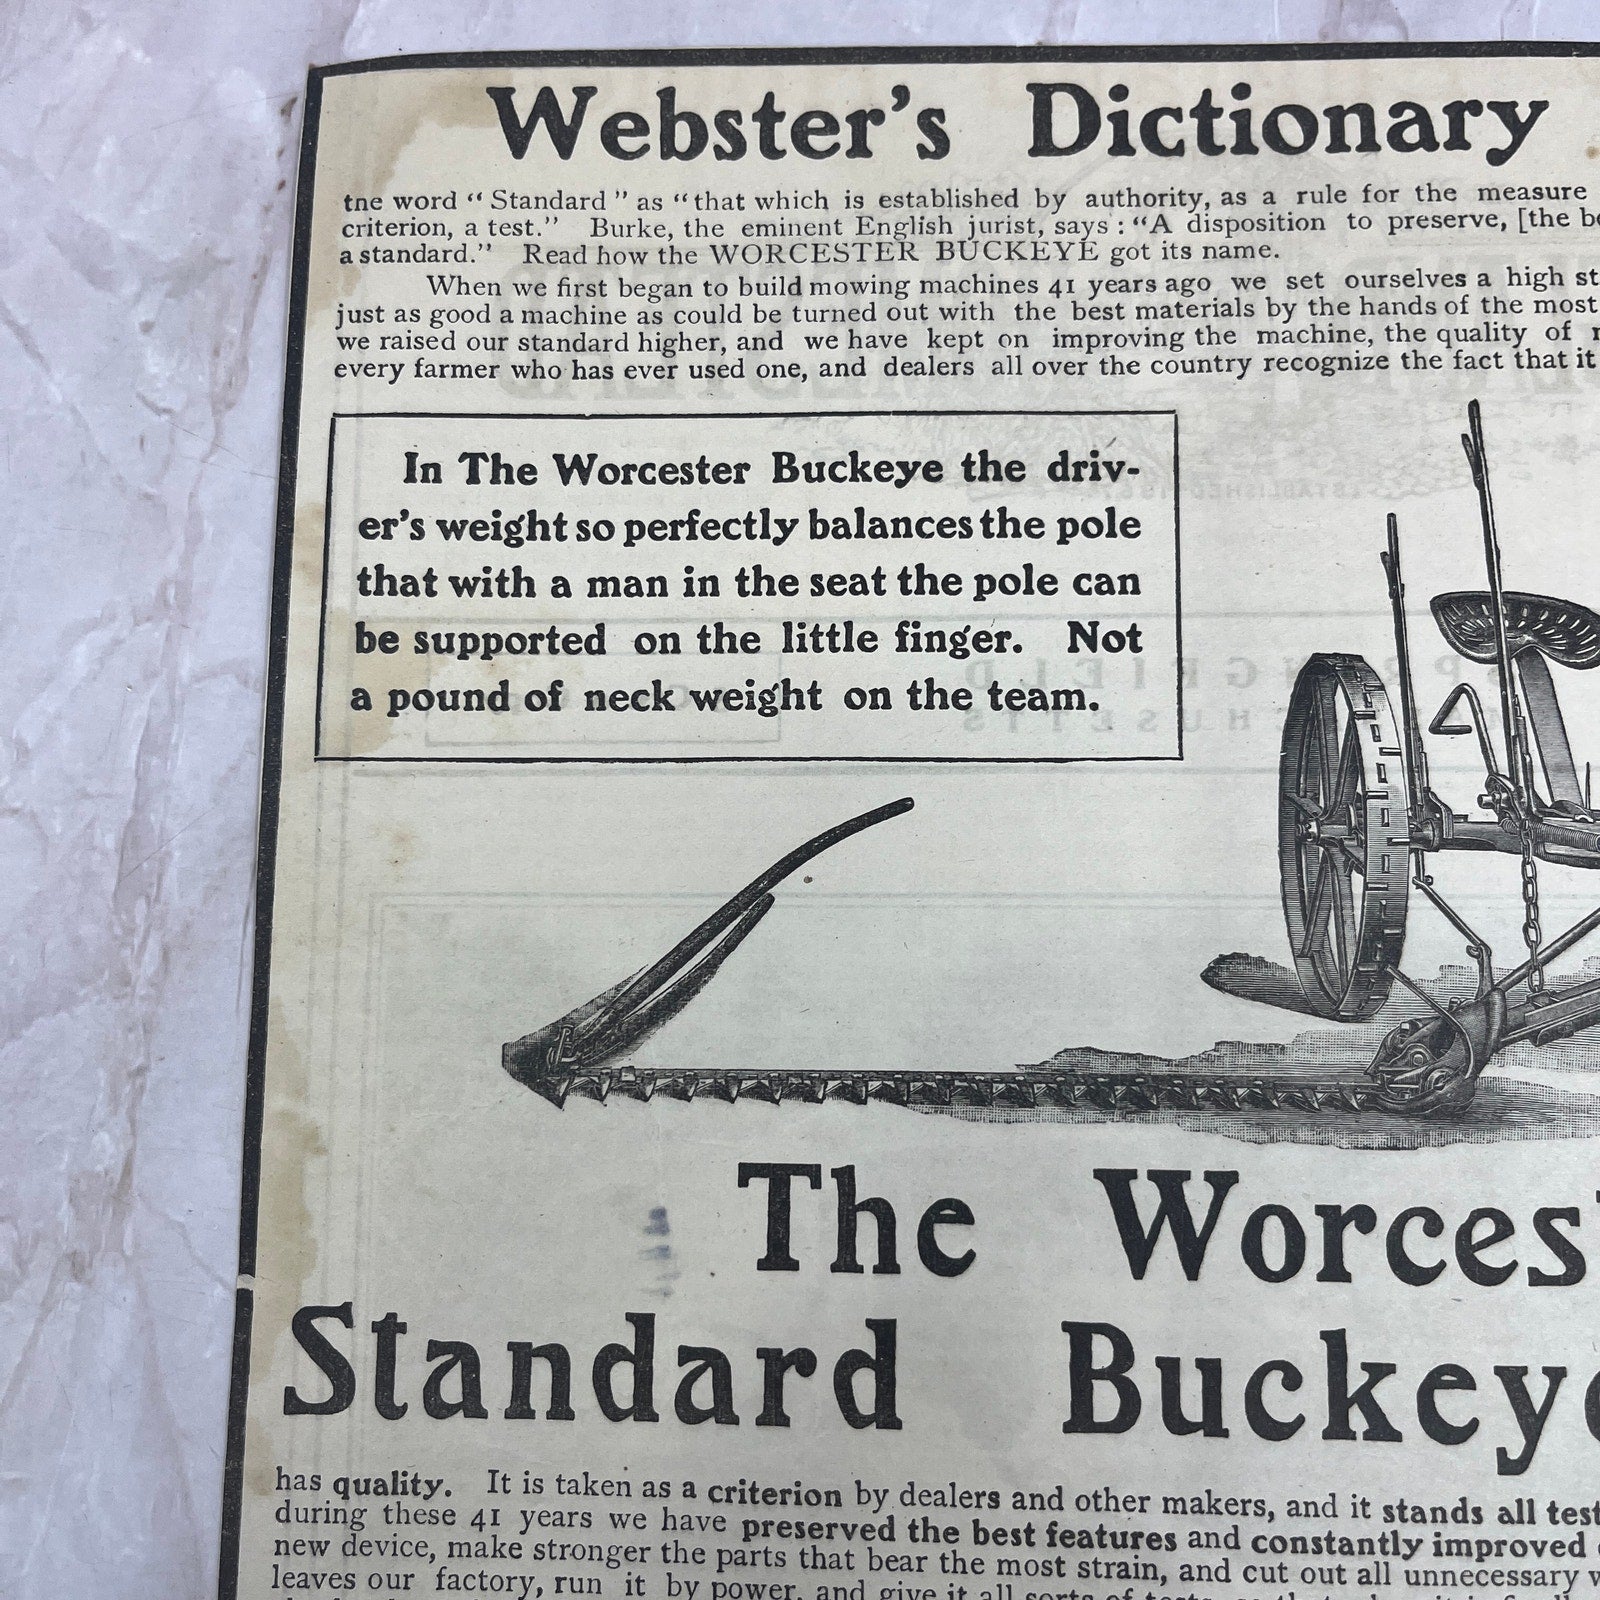 Webster's Dictionary
tne word "Standard" as "that which is established by authority, as a rule for the measure
criterion, a test." Burke, the eminent English jurist, says: "A disposition to preserve, [the
a standard." Read how the WORCESTER BUCKEYE got its name.
When we first began to build mowing machines 41 years ago we set ourselves a high
just as good a machine as could be turned out with the best materials by the hands of the most
we raised our standard higher, and we have kept on improving the machine, the quality of
every farmer who has ever used one, and dealers all over the country recognize the fact that it
In The Worcester Buckeye the driv-
er's weight so perfectly balances the pole
that with a man in the seat the pole can
be supported on the little finger. Not
a pound of neck weight on the team.
The Worces
Standard Buckeye
has quality. It is taken as a criterion by dealers and other makers, and it stands all test
during these 41 years we have preserved the best features and constantly improved
new device, make stronger the parts that bear the most strain, and cut out all unnecessary
leaves our factory, run it by power, and give it all sorts of tests,